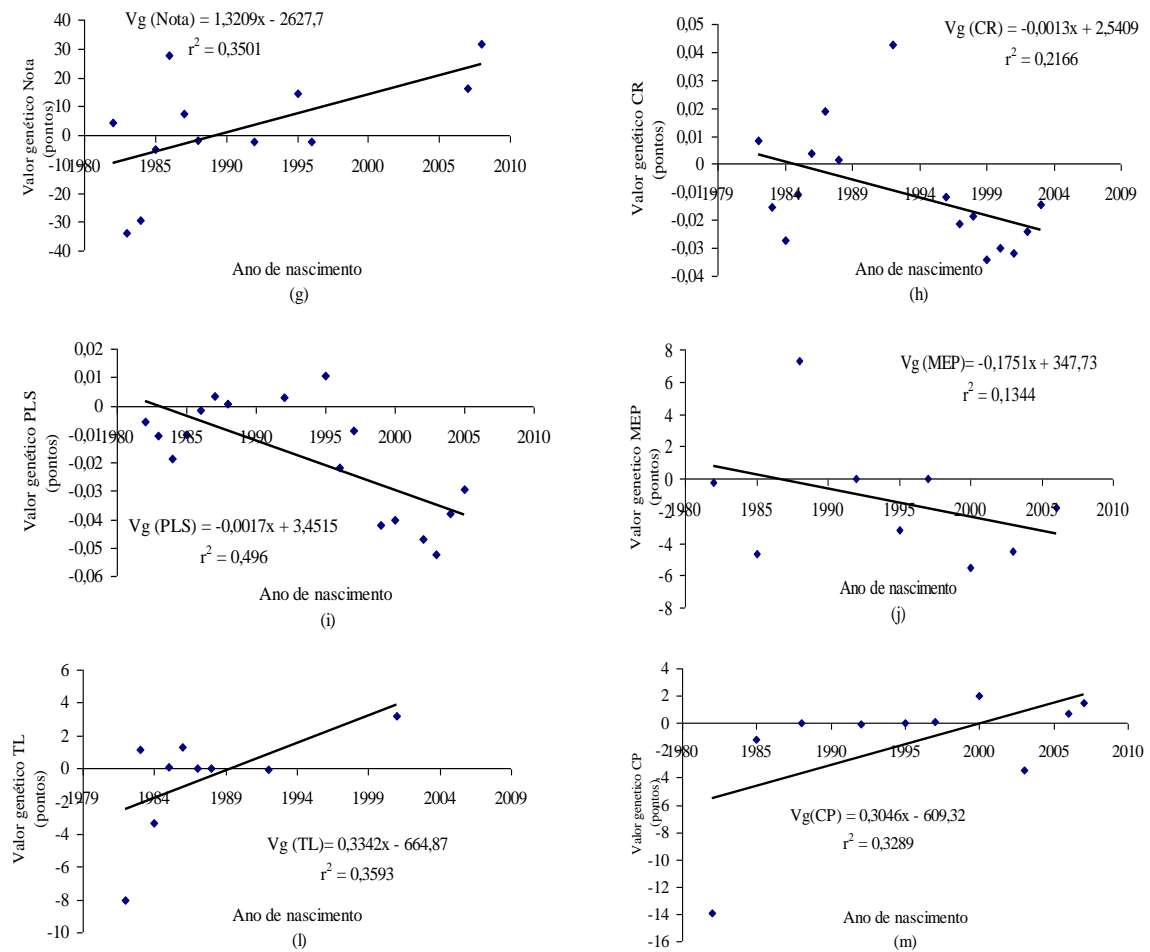 Vg (Nota) = 1,3209x - 2627,7
r² = 0,3501
40
30
20
10
0
-10
-20
-30
-40
1980 1985 1990 1995 2000 2005 2010
Valor genético Nota
(pontos)
Ano de nascimento
(g)
Vg (CR) = -0,0013x + 2,5409
r² = 0,2166
0,05
0,04
0,03
0,02
0,01
0
-0,01
-0,02
-0,03
-0,04
1979 1984 1989 1994 1999 2004 2009
Valor genético CR
(pontos)
Ano de nascimento
(h)
0,02
0,01
0
-0,01
-0,02
-0,03
-0,04
-0,05
-0,06
1980 1985 1990 1995 2000 2005 2010
Valor genético PLS
(pontos)
Vg (PLS) = -0,0017x + 3,4515
r² = 0,496
Ano de nascimento
(i)
Vg (MEP)= -0,1751x + 347,73
r² = 0,1344
8
6
4
2
0
-2
-4
-6
-8
1980 1985 1990 1995 2000 2005 2010
Valor genetico MEP
(pontos)
Ano de nascimento
(j)
6
4
2
0
-2
-4
-6
-8
-10
1979 1984 1989 1994 1999 2004 2009
Valor genético TL
(pontos)
Vg (TL)= 0,3342x - 664,87
r² = 0,3593
Ano de nascimento
(l)
4
2
0
-2
-4
-6
-8
-10
-12
-14
-16
1980 1985 1990 1995 2000 2005 2010
Valor genetico CP
(pontos)
Vg(CP) = 0,3046x - 609,32
r² = 0,3289
Ano de nascimento
(m)